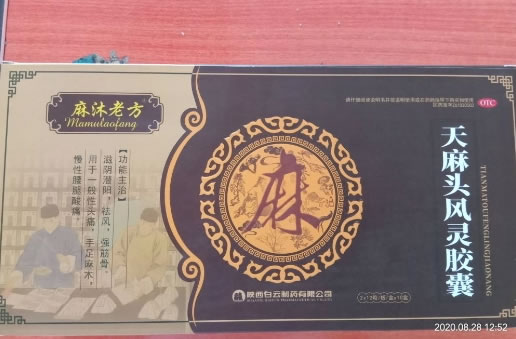 麻沐老方
Mamulaofang
【功能主治】
滋阴潜阳,祛风,强筋骨。
用于一般性头痛,手足麻木,
慢性腰腿酸痛
麻
陕西白云制药有限公司
OTC
天麻头风灵胶囊
TIANMATOUFENGLINGJIAONANG
2020.08.28 12:52